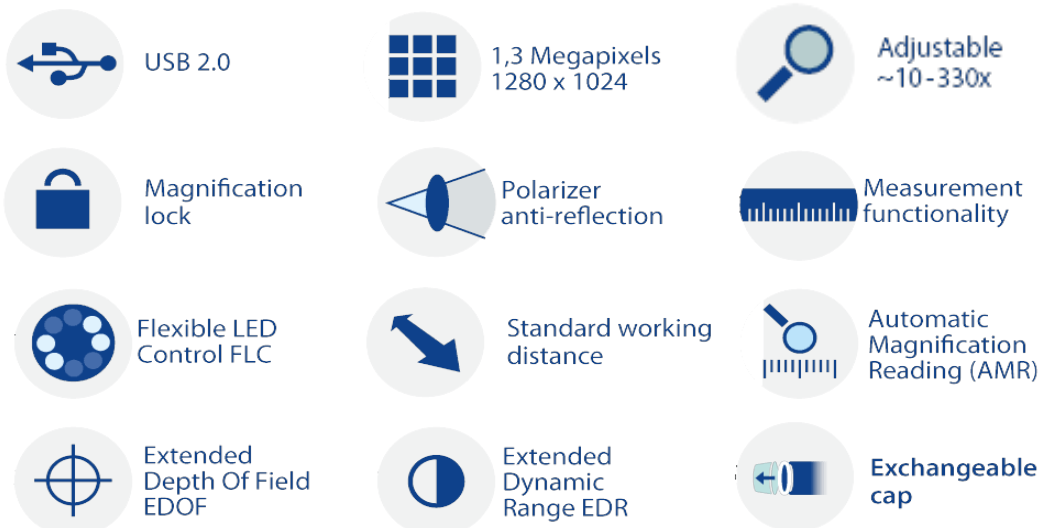 USB 2.0
1,3 Megapixels
1280 x 1024
Adjustable
~10-330x
Magnification
lock
Polarizer
anti-reflection
Measurement
functionality
Flexible LED
Control FLC
Standard working
distance
Automatic
Magnification
Reading (AMR)
Extended
Depth Of Field
EDOF
Extended
Dynamic
Range EDR
Exchangeable
cap